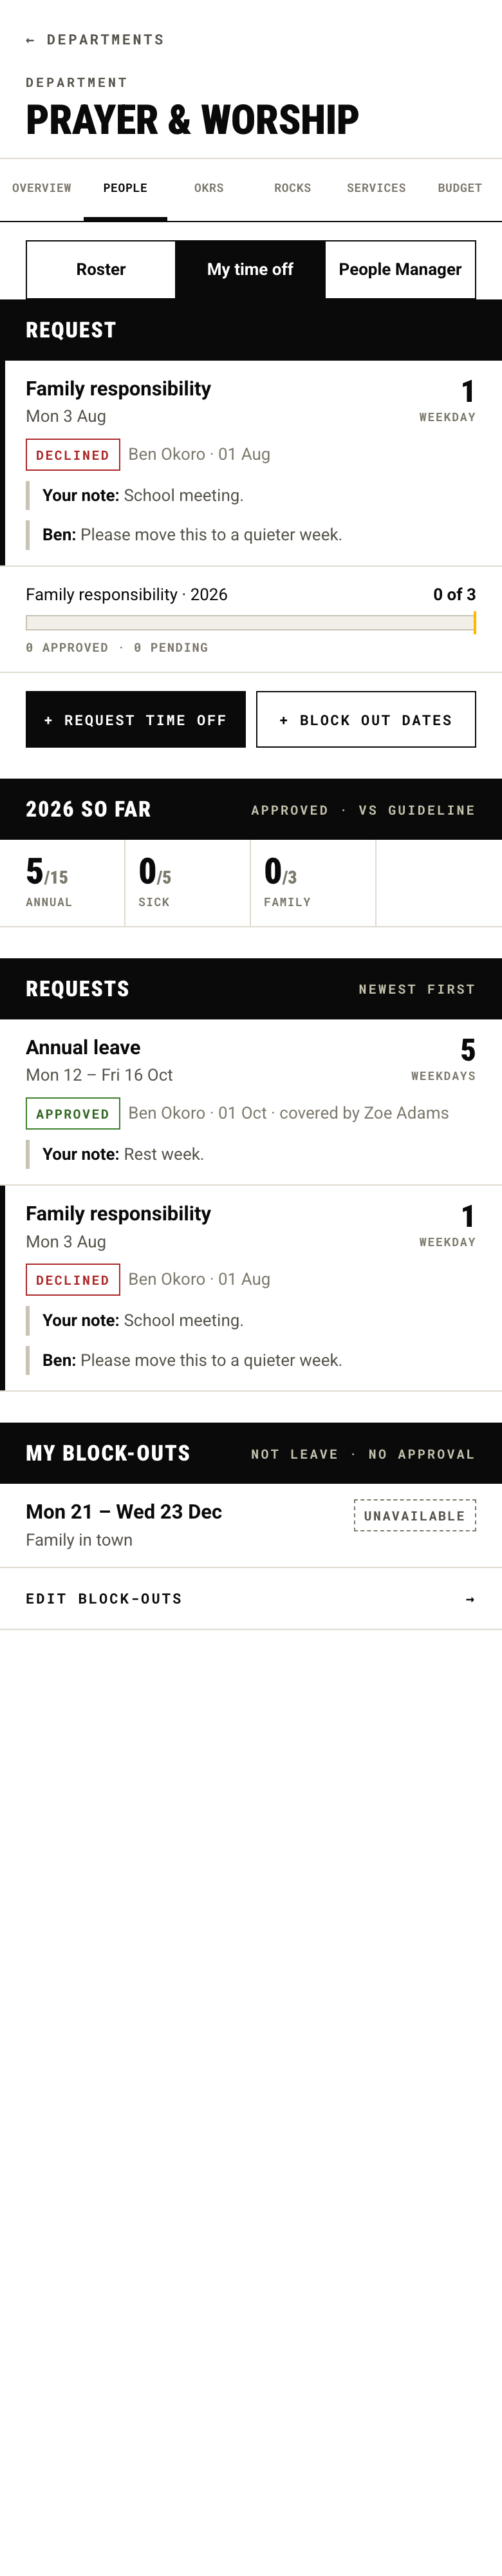 ← DEPARTMENTS
DEPARTMENT
PRAYER & WORSHIP
OVERVIEW PEOPLE OKRS ROCKS SERVICES BUDGET
Roster My time off People Manager
REQUEST
Family responsibility 1
Mon 3 Aug WEEKDAY
DECLINED Ben Okoro · 01 Aug
Your note: School meeting.
Ben: Please move this to a quieter week.
Family responsibility · 2026 0 of 3
0 APPROVED · 0 PENDING
+ REQUEST TIME OFF + BLOCK OUT DATES
2026 SO FAR APPROVED · VS GUIDELINE
5/15 0/5 0/3
ANNUAL SICK FAMILY
REQUESTS NEWEST FIRST
Annual leave 5
Mon 12 – Fri 16 Oct WEEKDAYS
APPROVED Ben Okoro · 01 Oct · covered by Zoe Adams
Your note: Rest week.
Family responsibility 1
Mon 3 Aug WEEKDAY
DECLINED Ben Okoro · 01 Aug
Your note: School meeting.
Ben: Please move this to a quieter week.
MY BLOCK-OUTS NOT LEAVE · NO APPROVAL
Mon 21 – Wed 23 Dec UNAVAILABLE
Family in town
EDIT BLOCK-OUTS →